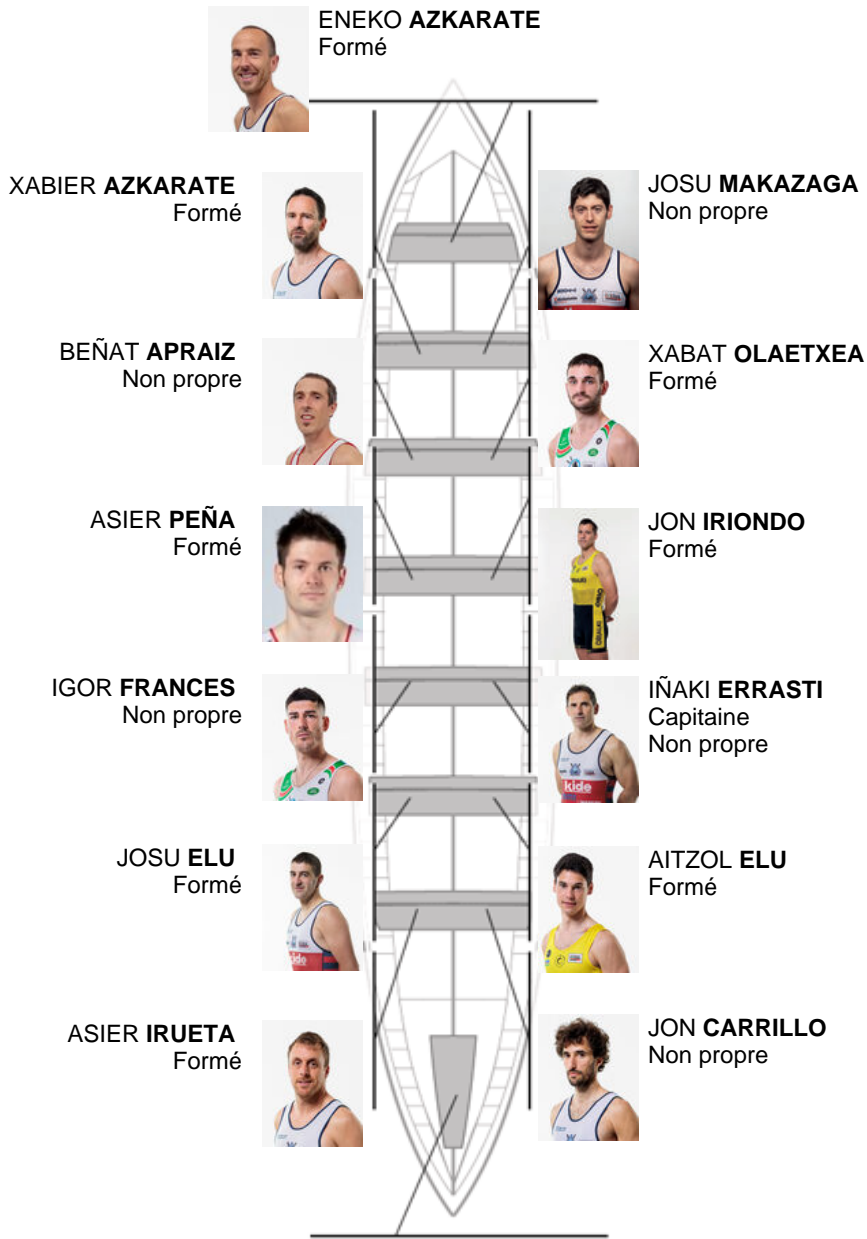 ENEKO AZKARATE
Formé
XABIER AZKARATE
Formé
JOSU MAKAZAGA
Non propre
BEÑAT APRAIZ
Non propre
XABAT OLAETXEA
Formé
ASIER PEÑA
Formé
JON IRIONDO
Formé
IGOR FRANCES
Non propre
IÑAKI ERRASTI
Capitaine
Non propre
kide
JOSU ELU
Formé
AITZOL ELU
Formé
ASIER IRUETA
Formé
JON CARRILLO
Non propre